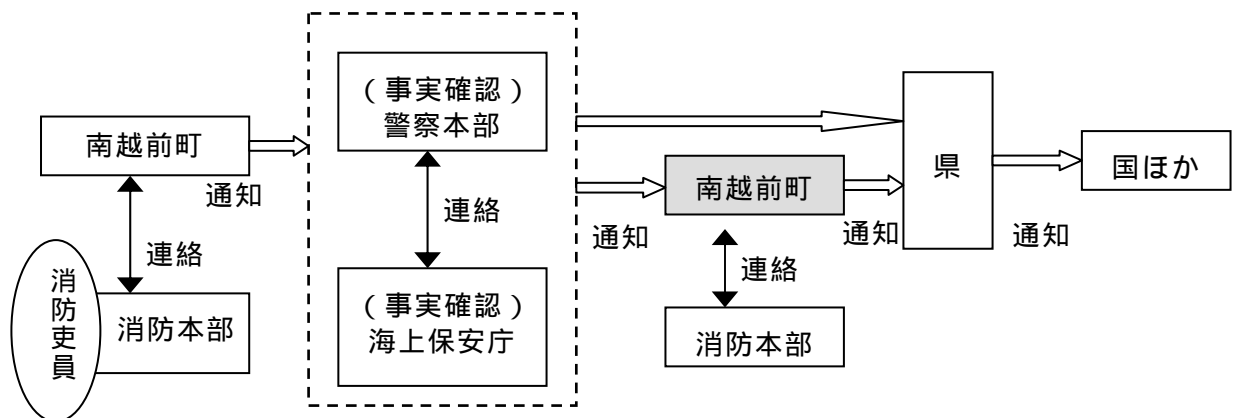 南越前町
通知
連絡
消防吏員
消防本部
（事実確認）
警察本部
連絡
（事実確認）
海上保安庁
通知
南越前町
連絡
消防本部
通知
県
通知
国ほか